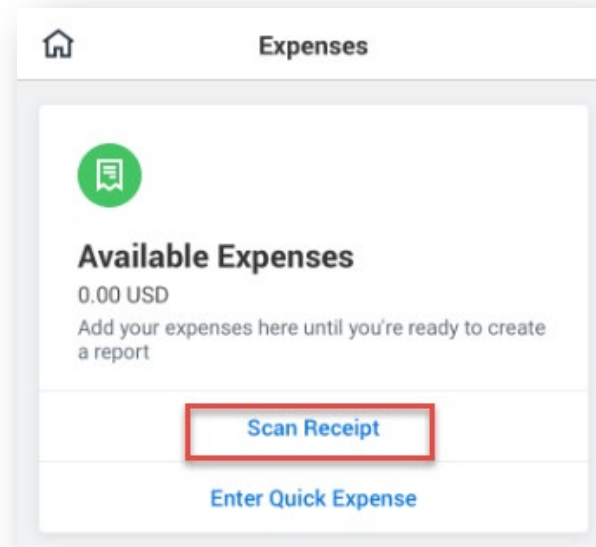 Expenses
Available Expenses
0.00 USD
Add your expenses here until you're ready to create
a report
Scan Receipt
Enter Quick Expense